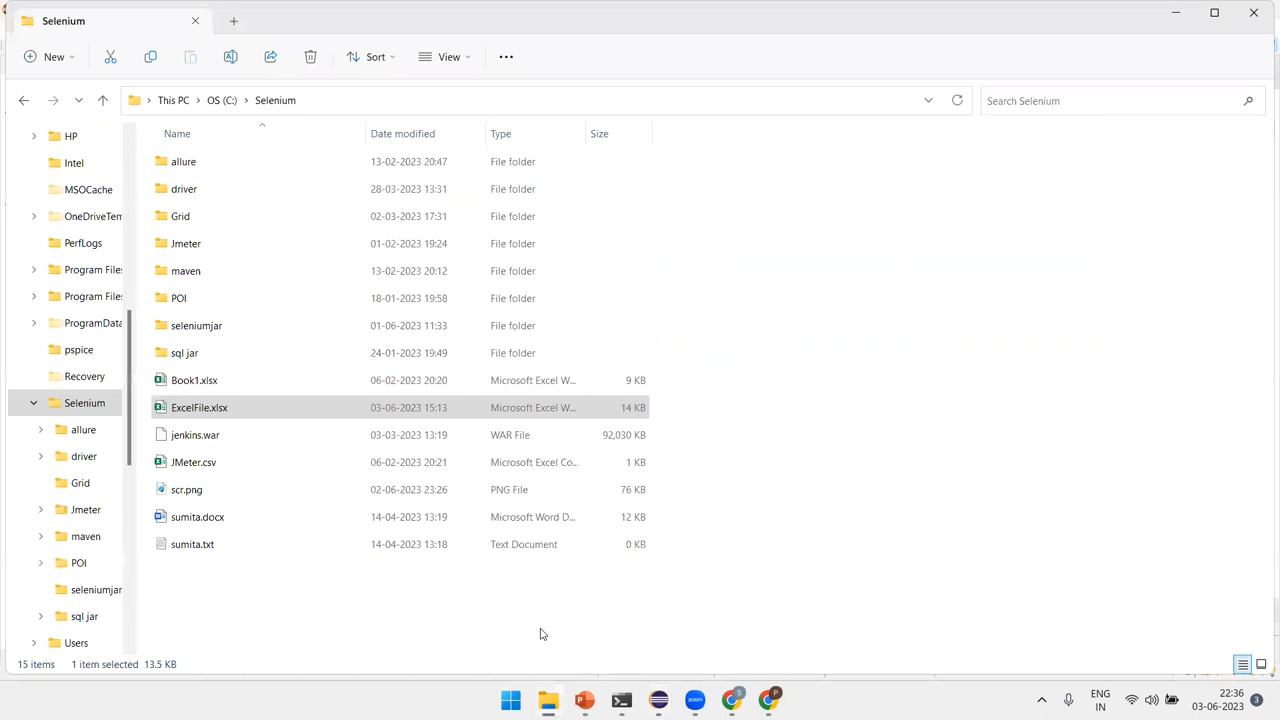 Selenium
New Sort View
This PC OS (C:) Selenium Search Selenium
Name Date modified Type Size
HP
Intel
MSOCache
OneDriveTem
PerfLogs
Program Files
Program Files
ProgramData
pspice
Recovery
Selenium
allure
driver
Grid
Jmeter
maven
POI
seleniumjar
sql jar
Users
allure 13-02-2023 20:47 File folder
driver 28-03-2023 13:31 File folder
Grid 02-03-2023 17:31 File folder
Jmeter 01-02-2023 19:24 File folder
maven 13-02-2023 20:12 File folder
POI 18-01-2023 19:58 File folder
seleniumjar 01-06-2023 11:33 File folder
sql jar 24-01-2023 19:49 File folder
Book1.xlsx 06-02-2023 20:20 Microsoft Excel W... 9 KB
ExcelFile.xlsx 03-06-2023 15:13 Microsoft Excel W... 14 KB
jenkins.war 03-03-2023 13:19 WAR File 92,030 KB
JMeter.csv 06-02-2023 20:21 Microsoft Excel Co... 1 KB
scr.png 02-06-2023 23:26 PNG File 76 KB
sumita.docx 14-04-2023 13:19 Microsoft Word D... 12 KB
sumita.txt 14-04-2023 13:18 Text Document 0 KB
15 items 1 item selected 13.5 KB
zoom S P ENG 22:36 3
IN 03-06-2023